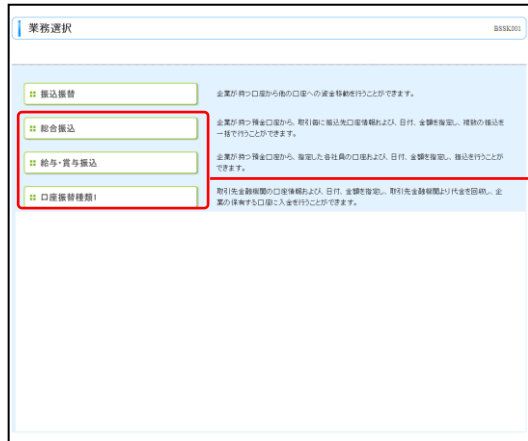 業務選択
BSSK001
振込振替
企業が持つ口座から他の口座への資金移動を行うことができます。
総合振込
企業が持つ預金口座から、取引毎に振込先口座情報および、日付、金額を指定し、複数の振込を
一括で行うことができます。
給与・賞与振込
企業が持つ預金口座から、指定した各社員の口座および、日付、金額を指定し、振込を行うことが
できます。
口座振替種類1
取引先金融機関の口座情報および、日付、金額を指定し、取引先金融機関より代金を回収し、企
業の保有する口座に入金を行うことができます。